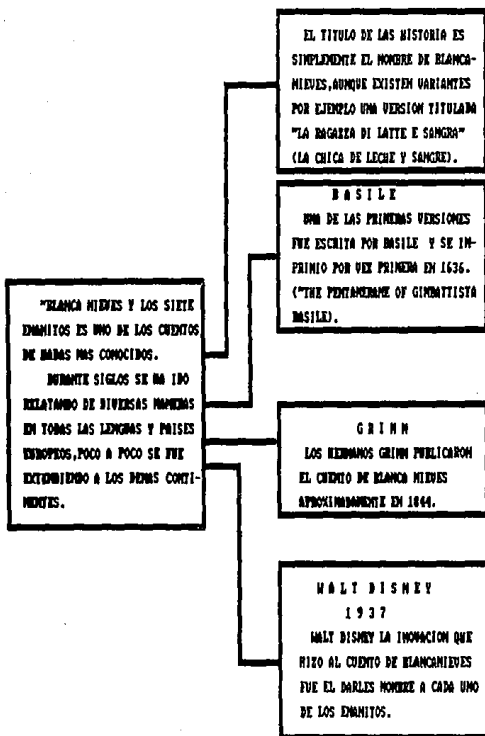 EL TITULO DE LAS HISTORIA ES
SIMPLEMENTE EL NOMBRE DE BLANCA-
NIEVES, AUNQUE EXISTEN VARIANTES
POR EJEMPLO UNA VERSION TITULADA
"LA RAGAZZA DI LATTE E SANGRA"
(LA CHICA DE LECHE Y SANGRE).
BASILE
UNA DE LAS PRIMERAS VERSIONES
FUE ESCRITA POR BASILE Y SE IM-
PRIMIO POR VEZ PRIMERA EN 1636.
("THE PENTAMERAME OF GIMBATTISTA
BASILE).
"BLANCA NIEVES Y LOS SIETE
ENANITOS ES UNO DE LOS CUENTOS
DE HADAS MAS CONOCIDOS.
DURANTE SIGLOS SE HA IDO
RELATANDO DE DIVERSAS MANERAS
EN TODAS LAS LENGUAS Y PAISES
EUROPEOS, POCO A POCO SE FUE
EXTENDIENDO A LOS DEMAS CONTI-
NENTES.
GRIMM
LOS HERMANOS GRIMM PUBLICARON
EL CUENTO DE BLANCA NIEVES
APROXIMADAMENTE EN 1844.
WALT DISNEY
1937
WALT DISNEY LA INOVACION QUE
HIZO AL CUENTO DE BLANCANIEVES
FUE EL DARLES NOMBRE A CADA UNO
DE LOS ENANITOS.